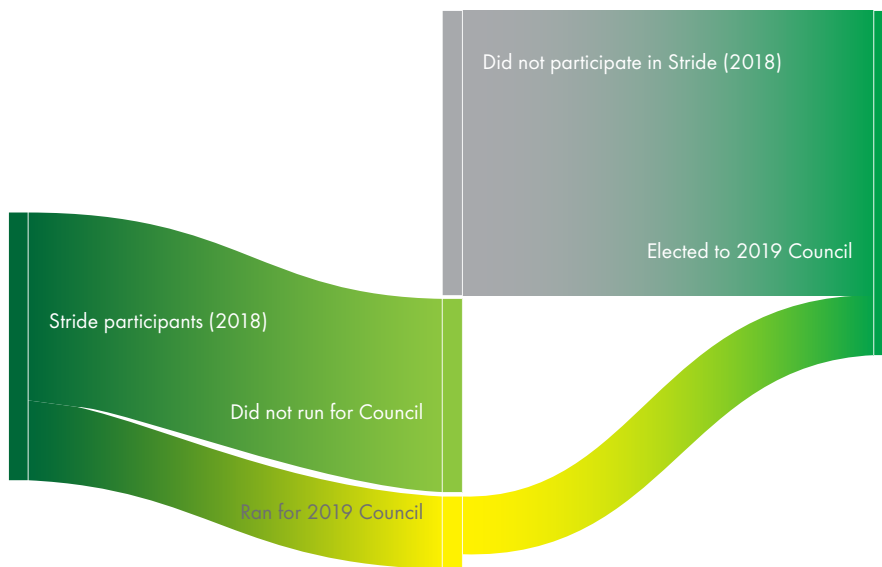 Did not participate in Stride (2018)
Elected to 2019 Council
Stride participants (2018)
Did not run for Council
Ran for 2019 Council